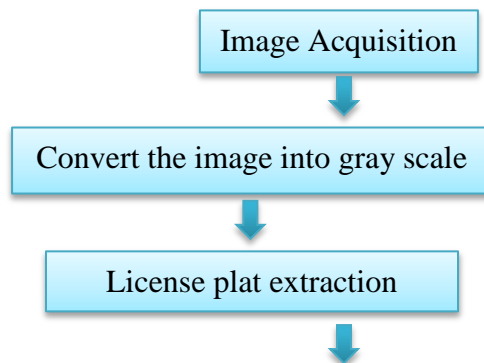 Image Acquisition
Convert the image into gray scale
License plat extraction